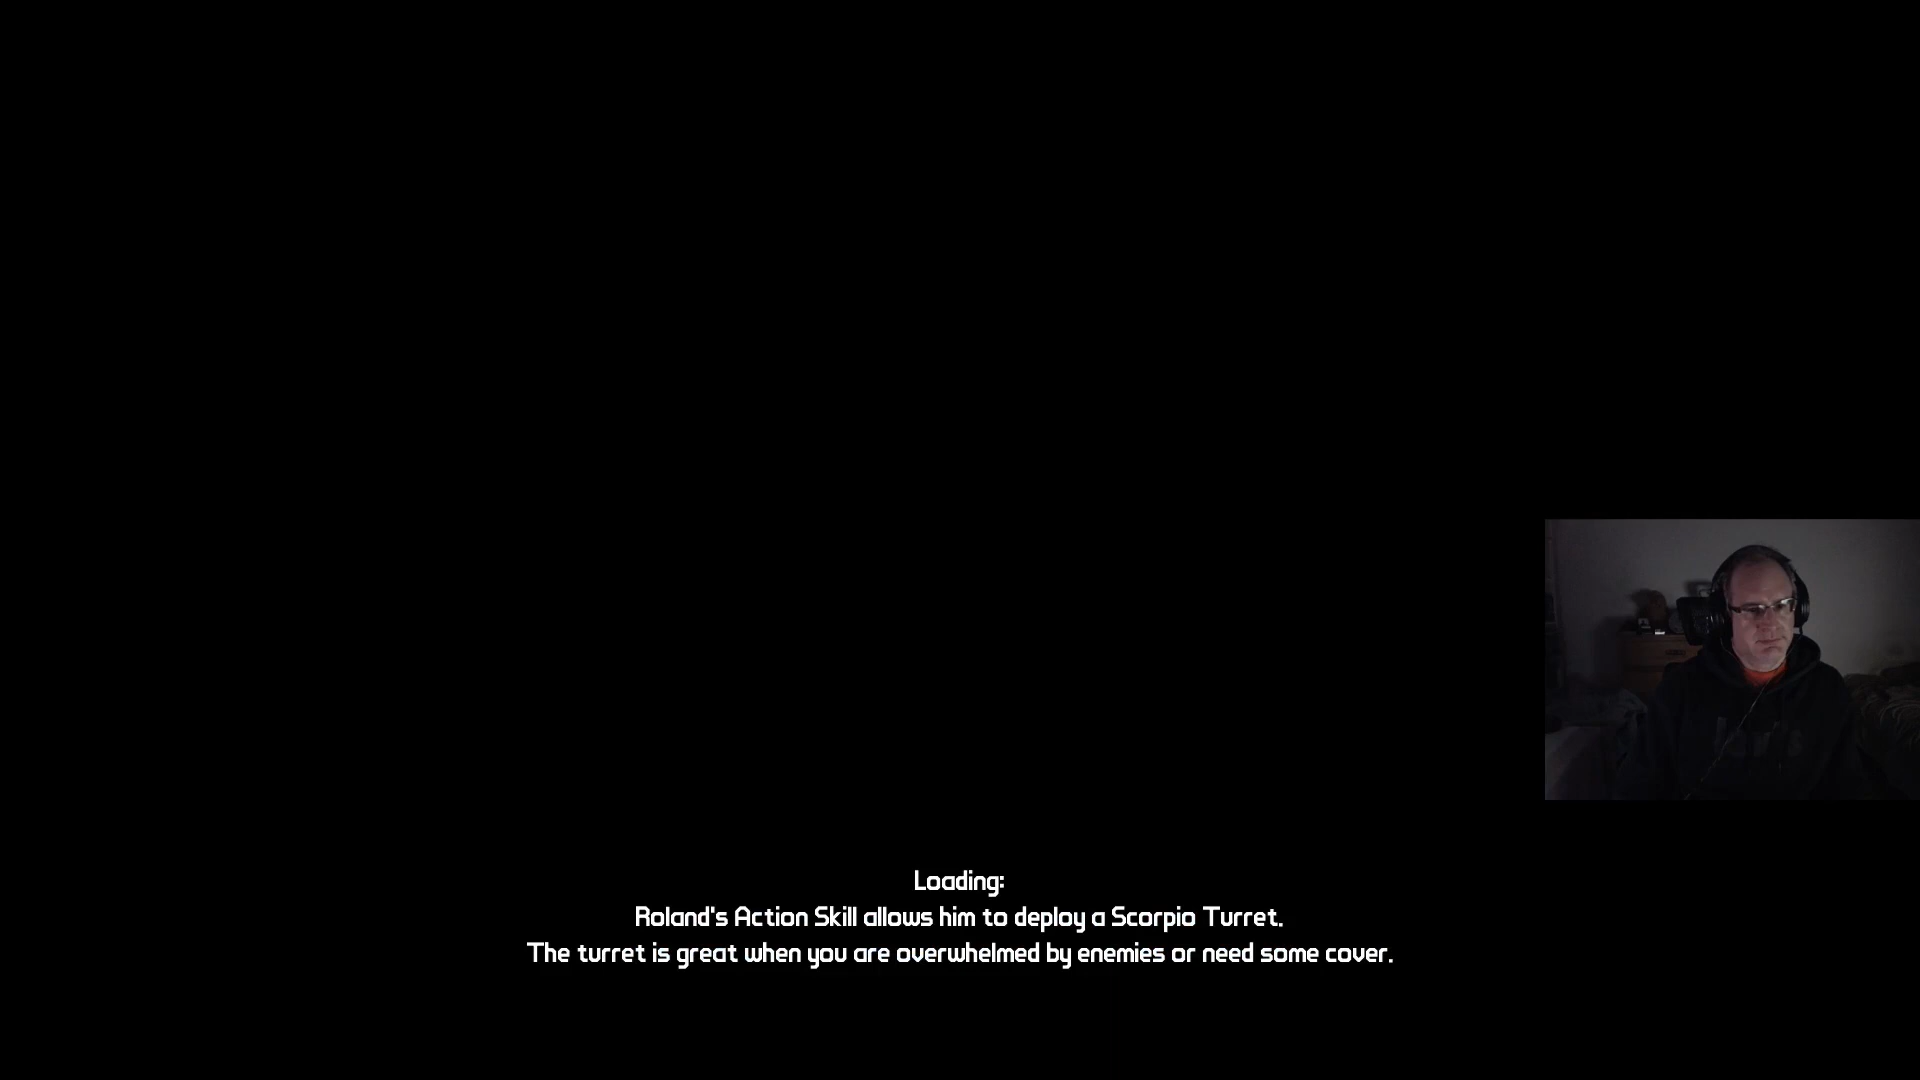 Loading:
Roland's Action Skill allows him to deploy a Scorpio Turret.
The turret is great when you are overwhelmed by enemies or need some cover.